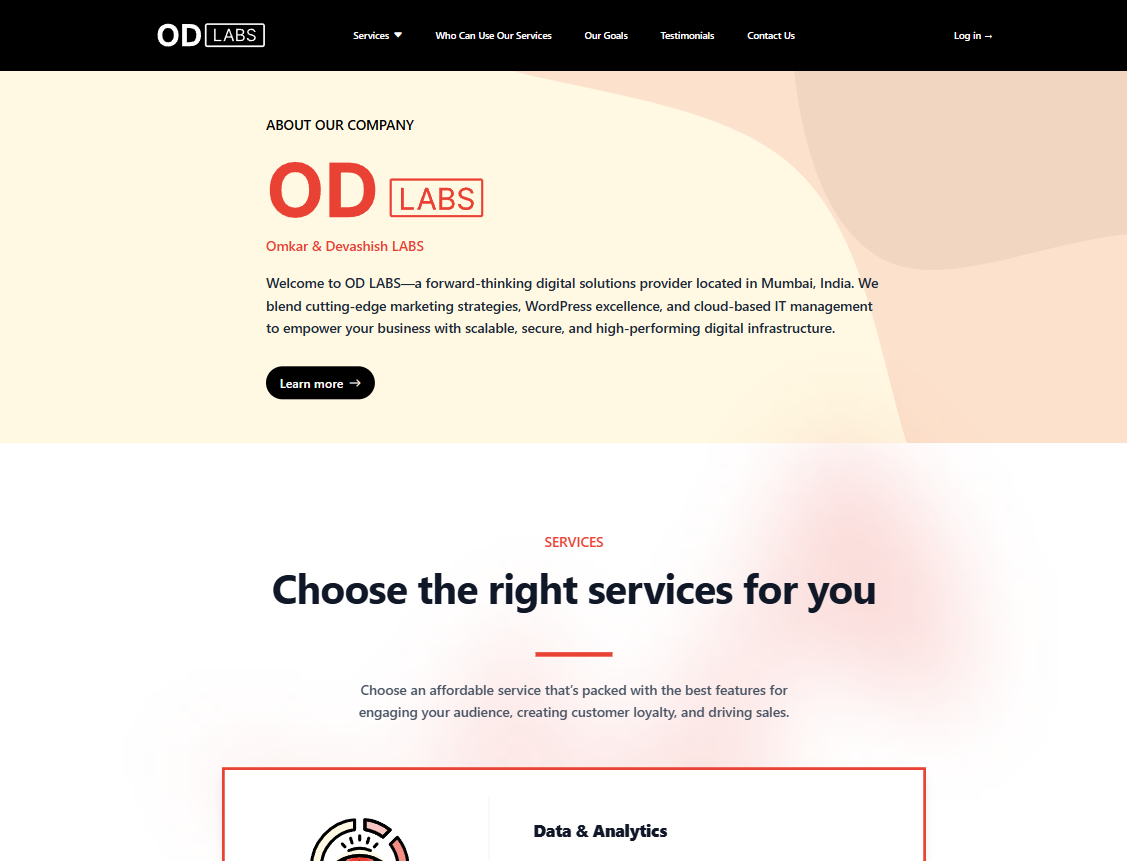 OD LABS
Services
Who Can Use Our Services
Our Goals
Testimonials
Contact Us
Log in →
ABOUT OUR COMPANY
OD LABS
Omkar & Devashish LABS
Welcome to OD LABS—a forward-thinking digital solutions provider located in Mumbai, India. We
blend cutting-edge marketing strategies, WordPress excellence, and cloud-based IT management
to empower your business with scalable, secure, and high-performing digital infrastructure.
Learn more →
SERVICES
Choose the right services for you
Choose an affordable service that’s packed with the best features for
engaging your audience, creating customer loyalty, and driving sales.
Data & Analytics